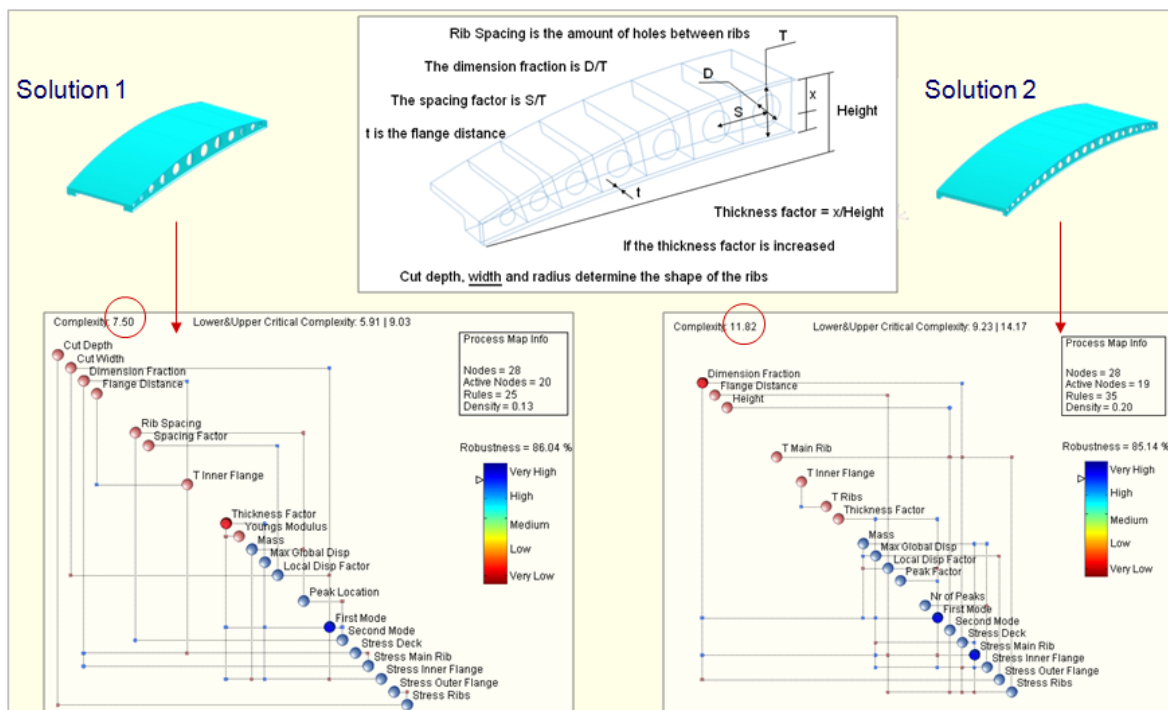 Solution 1
Rib Spacing is the amount of holes between ribs
The dimension fraction is D/T
The spacing factor is S/T
t is the flange distance
T
D
S
x
Height
t
Thickness factor = x/Height
If the thickness factor is increased
Cut depth, width and radius determine the shape of the ribs
Solution 2
Complexity: 7.50
Lower&Upper Critical Complexity: 5.91 | 9.03
Process Map Info
Nodes = 28
Active Nodes = 20
Rules = 25
Density = 0.13
Robustness = 86.04 %
Very High
High
Medium
Low
Very Low
Cut Depth
Cut Width
Dimension Fraction
Flange Distance
Rib Spacing
Spacing Factor
T Inner Flange
Thickness Factor
Youngs Modulus
Mass
Max Global Disp
Local Disp Factor
Peak Location
First Mode
Second Mode
Stress Deck
Stress Main Rib
Stress Inner Flange
Stress Outer Flange
Stress Ribs
Complexity: 11.82
Lower&Upper Critical Complexity: 9.23 | 14.17
Process Map Info
Nodes = 28
Active Nodes = 19
Rules = 35
Density = 0.20
Robustness = 85.14 %
Very High
High
Medium
Low
Very Low
Dimension Fraction
Flange Distance
Height
T Main Rib
T Inner Flange
T Ribs
Thickness Factor
Mass
Max Global Disp
Local Disp Factor
Peak Factor
Nr of Peaks
First Mode
Second Mode
Stress Deck
Stress Main Rib
Stress Inner Flange
Stress Outer Flange
Stress Ribs